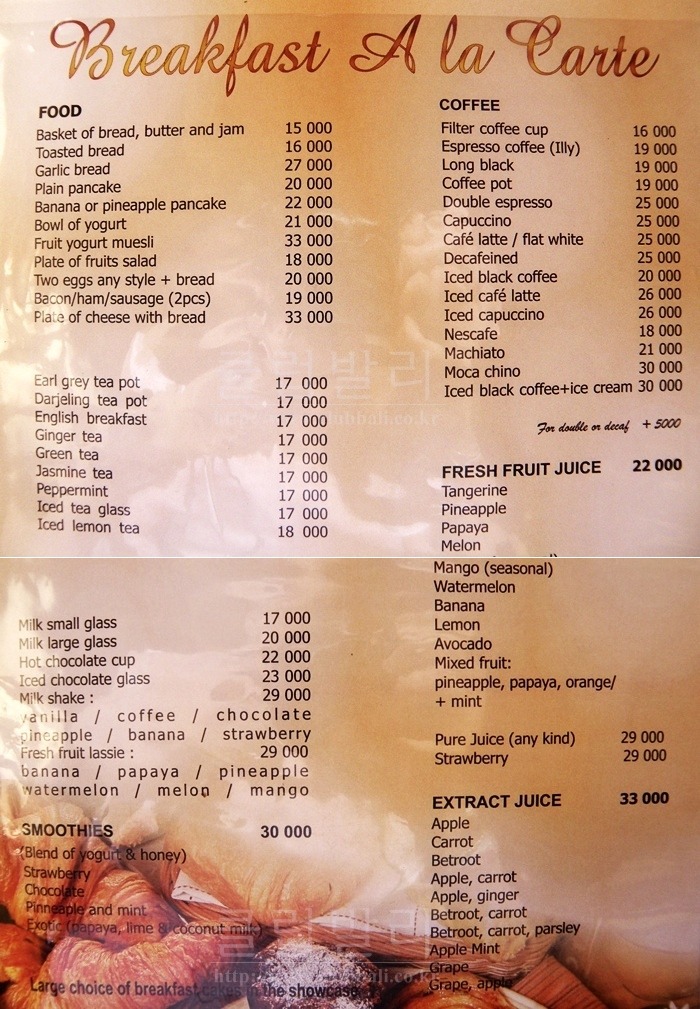 Breakfast A la Carte
FOOD
Basket of bread, butter and jam 15 000
Toasted bread 16 000
Garlic bread 27 000
Plain pancake 20 000
Banana or pineapple pancake 22 000
Bowl of yogurt 21 000
Fruit yogurt muesli 33 000
Plate of fruits salad 18 000
Two eggs any style + bread 20 000
Bacon/ham/sausage (2pcs) 19 000
Plate of cheese with bread 33 000
Earl grey tea pot 17 000
Darjeling tea pot 17 000
English breakfast 17 000
Ginger tea 17 000
Green tea 17 000
Jasmine tea 17 000
Peppermint 17 000
Iced tea glass 17 000
Iced lemon tea 18 000
COFFEE
Filter coffee cup 16 000
Espresso coffee (Illy) 19 000
Long black 19 000
Coffee pot 19 000
Double espresso 25 000
Capuccino 25 000
Café latte / flat white 25 000
Decafeined 25 000
Iced black coffee 20 000
Iced café latte 26 000
Iced capuccino 26 000
Nescafe 18 000
Machiato 21 000
Moca chino 30 000
Iced black coffee+ice cream 30 000
For double or decaf + 5000
FRESH FRUIT JUICE 22 000
Tangerine
Pineapple
Papaya
Melon
Mango (seasonal)
Watermelon
Banana
Lemon
Avocado
Mixed fruit:
pineapple, papaya, orange/
+ mint
Pure Juice (any kind) 29 000
Strawberry 29 000
EXTRACT JUICE 33 000
Apple
Carrot
Betroot
Apple, carrot
Apple, ginger
Betroot, carrot
Betroot, carrot, parsley
Apple Mint
Grape
Grape, apple
Milk small glass 17 000
Milk large glass 20 000
Hot chocolate cup 22 000
Iced chocolate glass 23 000
Milk shake : 29 000
vanilla / coffee / chocolate
pineapple / banana / strawberry
Fresh fruit lassie : 29 000
banana / papaya / pineapple
watermelon / melon / mango
SMOOTHIES 30 000
(Blend of yogurt & honey)
Strawberry
Chocolate
Pinneaple and mint
Exotic (papaya, lime & coconut milk)
Large choice of breakfast cakes in the showcase
클럽발리
클럽발리